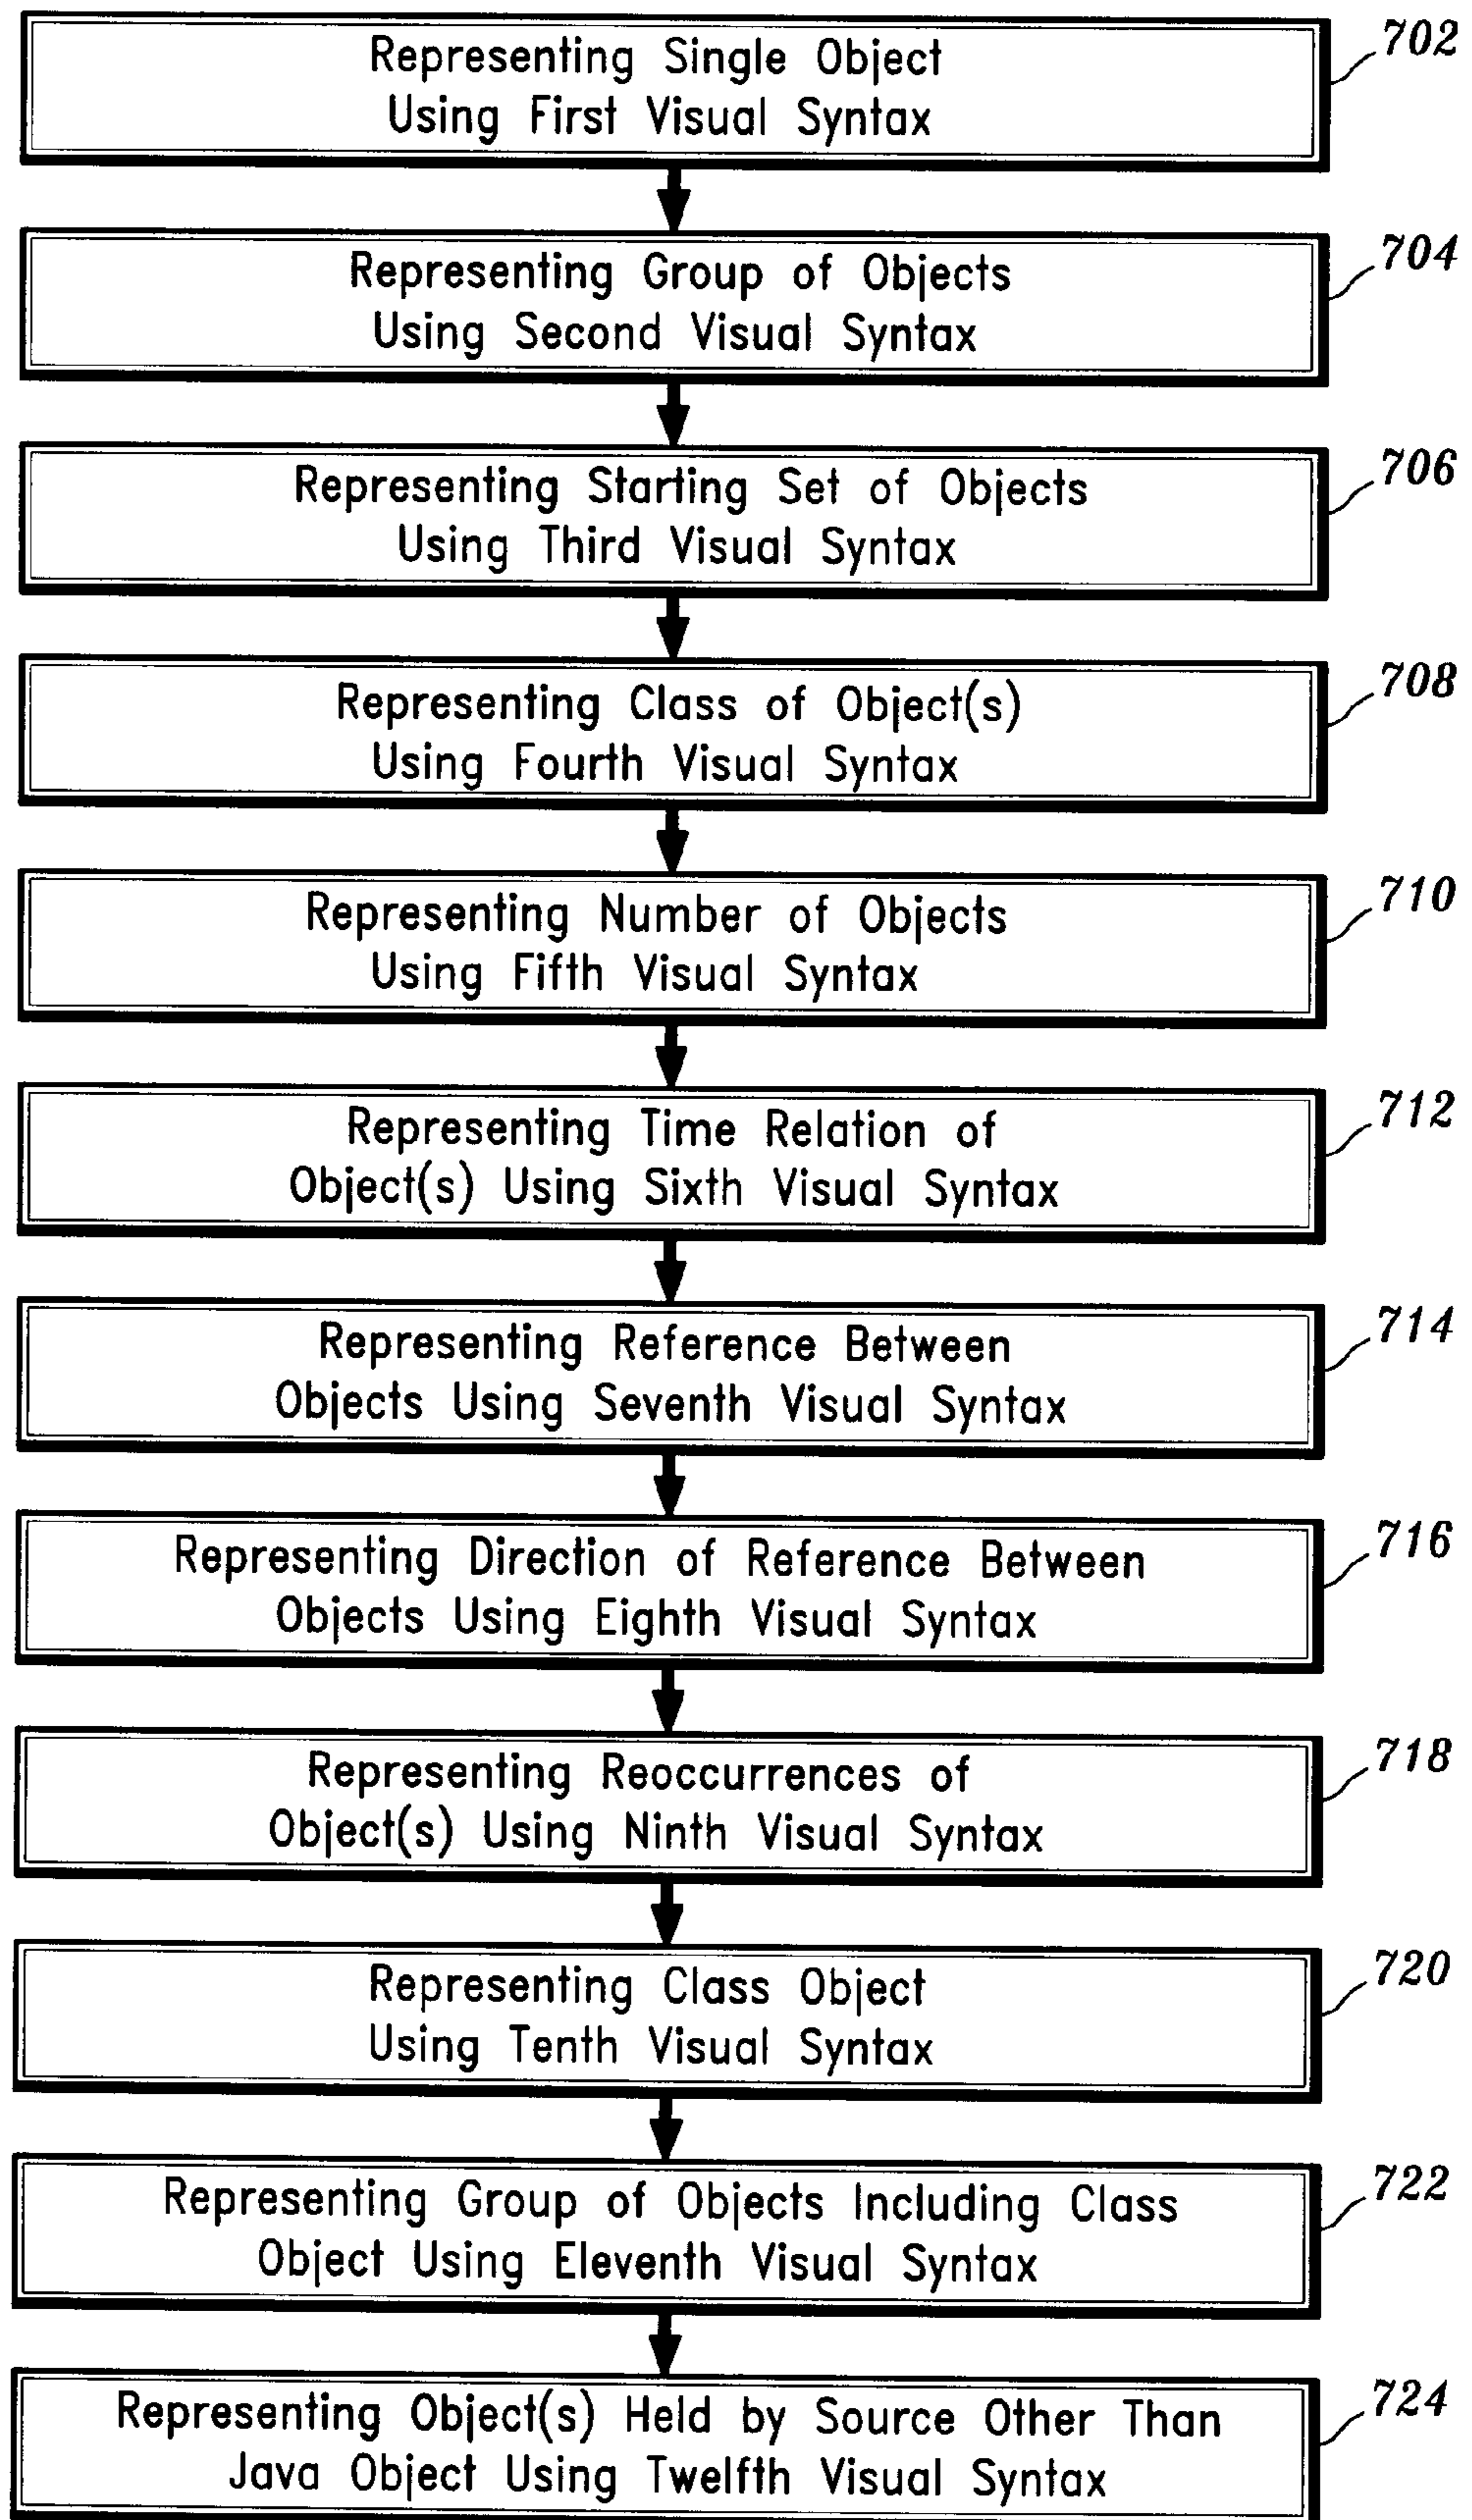 Representing Single Object
Using First Visual Syntax
702
Representing Group of Objects
Using Second Visual Syntax
704
Representing Starting Set of Objects
Using Third Visual Syntax
706
Representing Class of Object(s)
Using Fourth Visual Syntax
708
Representing Number of Objects
Using Fifth Visual Syntax
710
Representing Time Relation of
Object(s) Using Sixth Visual Syntax
712
Representing Reference Between
Objects Using Seventh Visual Syntax
714
Representing Direction of Reference Between
Objects Using Eighth Visual Syntax
716
Representing Reoccurrences of
Object(s) Using Ninth Visual Syntax
718
Representing Class Object
Using Tenth Visual Syntax
720
Representing Group of Objects Including Class
Object Using Eleventh Visual Syntax
722
Representing Object(s) Held by Source Other Than
Java Object Using Twelfth Visual Syntax
724